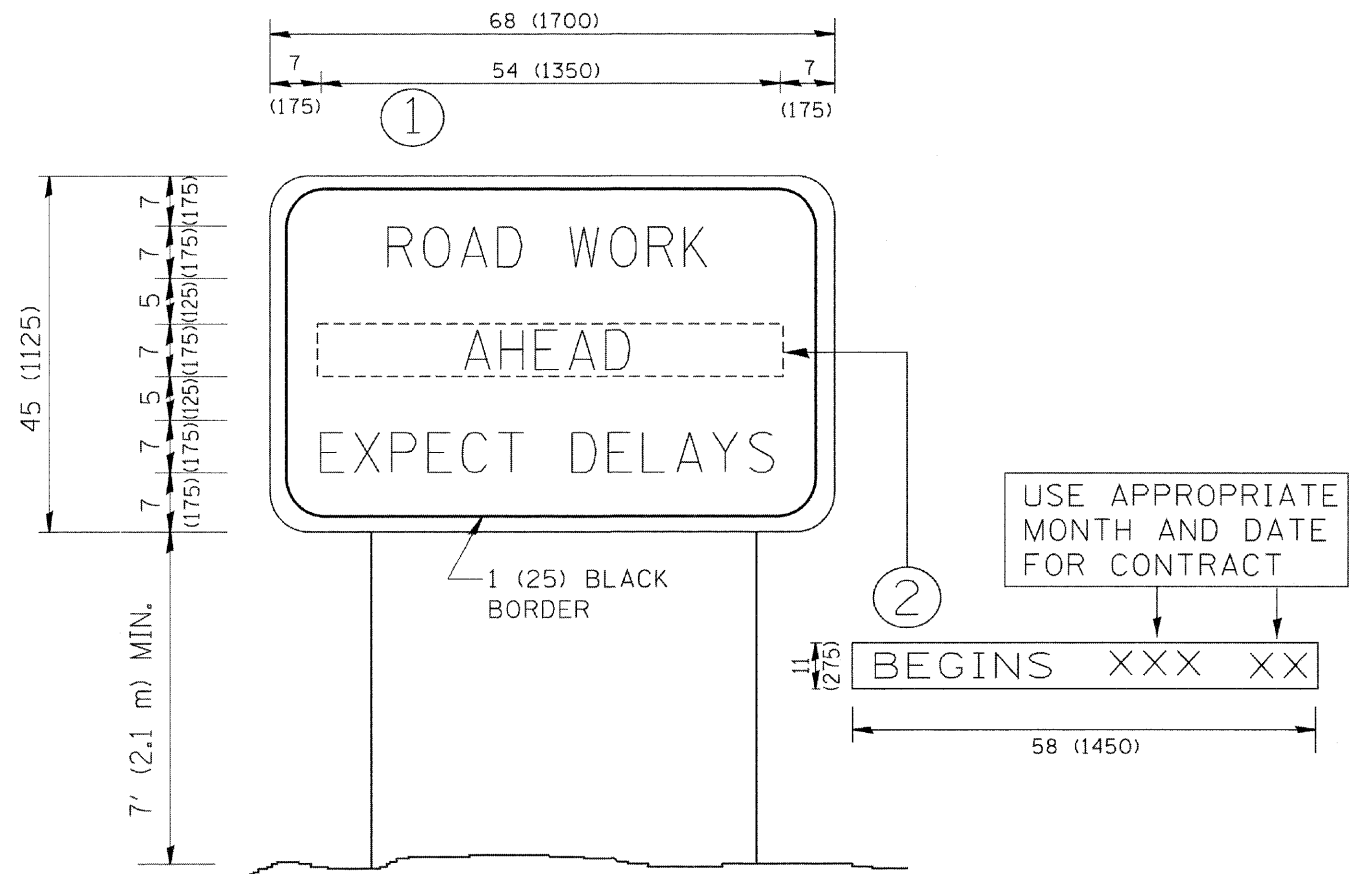 68 (1700)
7
54 (1350)
7
(175)
(175)
1
45 (1125)
7
(175)
7
(175)
5
(125)
7
(175)
5
(125)
7
(175)
7
(175)
ROAD WORK
AHEAD
EXPECT DELAYS
1 (25) BLACK
BORDER
7' (2.1 m) MIN.
USE APPROPRIATE
MONTH AND DATE
FOR CONTRACT
2
11
(275)
BEGINS XXX XX
58 (1450)